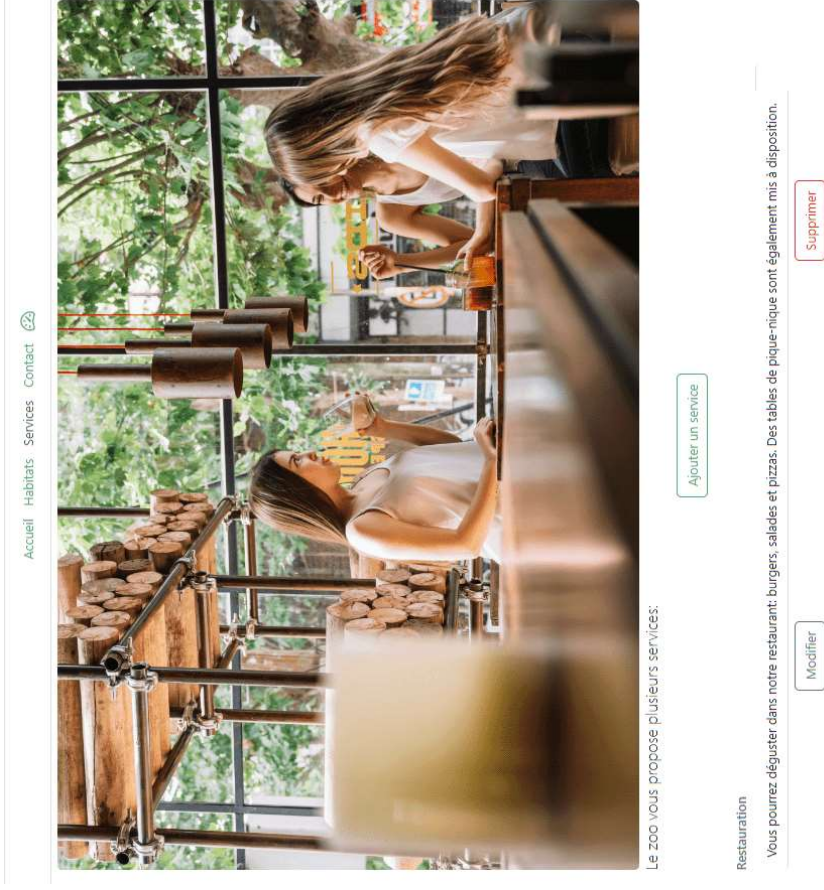 Accueil Habitats Services Contact
Le zoo vous propose plusieurs services:
Ajouter un service
Restauration
Vous pourrez déguster dans notre restaurant: burgers, salades et pizzas. Des tables de pique-nique sont également mis à disposition.
Modifier Supprimer